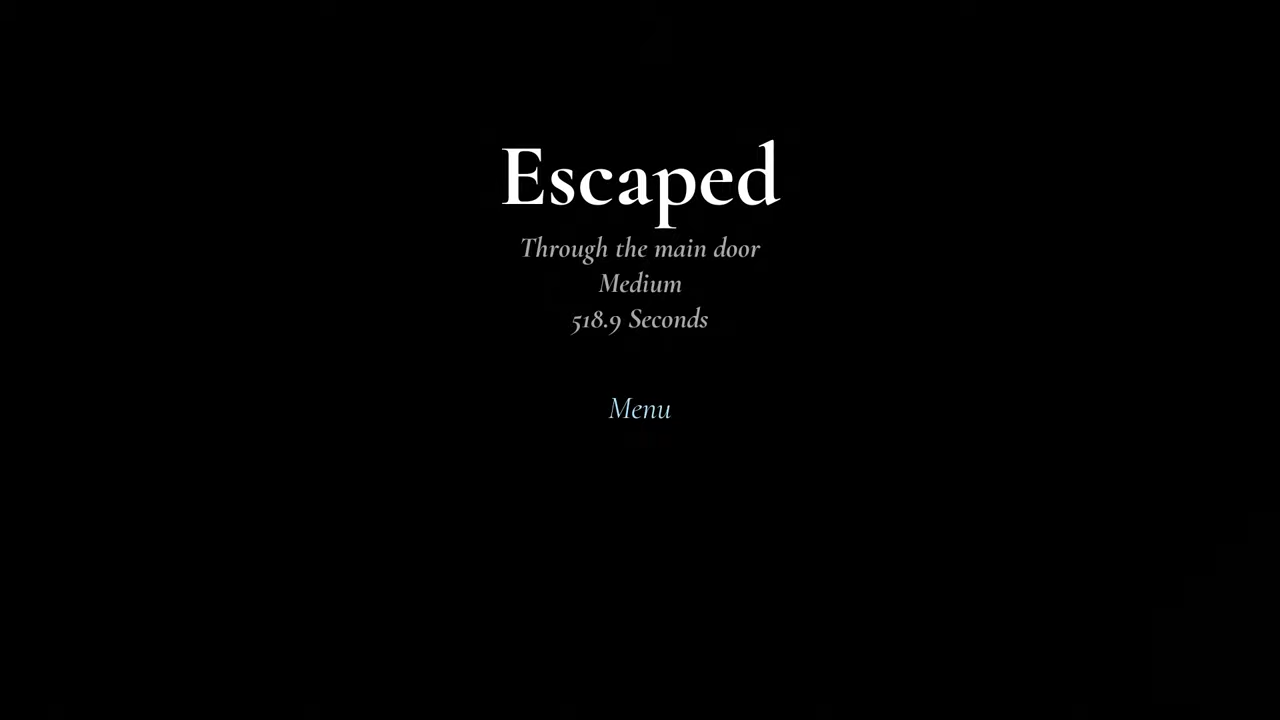 Escaped
Through the main door
Medium
518.9 Seconds
Menu